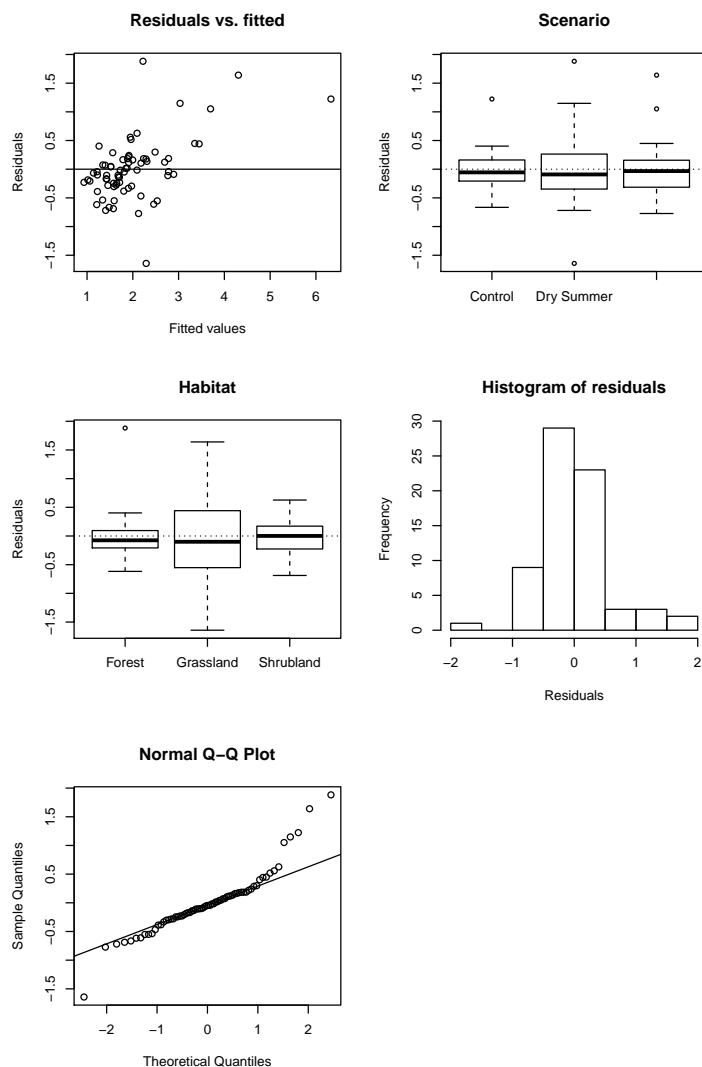 Residuals vs. fitted
1.5
0.5
−0.5
−1.5
Residuals
1 2 3 4 5 6
Fitted values
Scenario
1.5
0.5
−0.5
−1.5
Residuals
Control Dry Summer
Habitat
1.5
0.5
−0.5
−1.5
Residuals
Forest Grassland Shrubland
Histogram of residuals
30
25
20
15
10
5
0
Frequency
−2 −1 0 1 2
Residuals
Normal Q−Q Plot
1.5
0.5
−0.5
−1.5
Sample Quantiles
−2 −1 0 1 2
Theoretical Quantiles